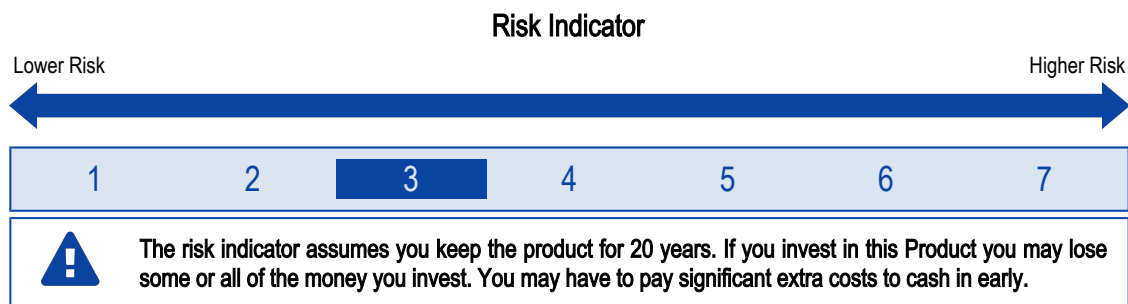 Risk Indicator
Lower Risk Higher Risk
1 2 3 4 5 6 7
The risk indicator assumes you keep the product for 20 years. If you invest in this Product you may lose
some or all of the money you invest. You may have to pay significant extra costs to cash in early.